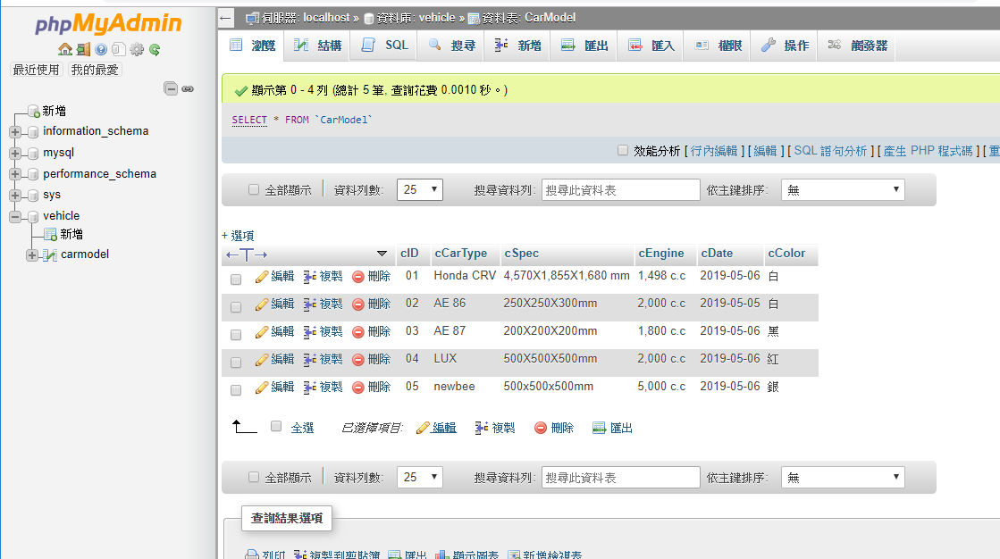 phpMyAdmin
最近使用 我的最愛
新增
information_schema
mysql
performance_schema
sys
vehicle
新增
carmodel
伺服器: localhost » 資料庫: vehicle » 資料表: CarModel
瀏覽 結構 SQL 搜尋 新增 匯出 匯入 權限 操作 觸發器
顯示第 0 - 4 列 (總計 5 筆, 查詢花費 0.0010 秒。)
SELECT * FROM `CarModel`
效能分析 [ 行內編輯 ] [ 編輯 ] [ SQL 語句分析 ] [ 產生 PHP 程式碼 ] [ 重
全部顯示 資料列數: 25 搜尋資料列: 搜尋此資料表 依主鍵排序: 無
+ 選項
←T→ cID cCarType cSpec cEngine cDate cColor
編輯 複製 刪除 01 Honda CRV 4,570X1,855X1,680 mm 1,498 c.c 2019-05-06 白
編輯 複製 刪除 02 AE 86 250X250X300mm 2,000 c.c 2019-05-05 白
編輯 複製 刪除 03 AE 87 200X200X200mm 1,800 c.c 2019-05-06 黑
編輯 複製 刪除 04 LUX 500X500X500mm 2,000 c.c 2019-05-06 紅
編輯 複製 刪除 05 newbee 500x500x500mm 5,000 c.c 2019-05-06 銀
全選 已選擇項目: 編輯 複製 刪除 匯出
全部顯示 資料列數: 25 搜尋資料列: 搜尋此資料表 依主鍵排序: 無
查詢結果選項
列印 複製到剪貼簿 匯出 顯示圖表 新增檢視表